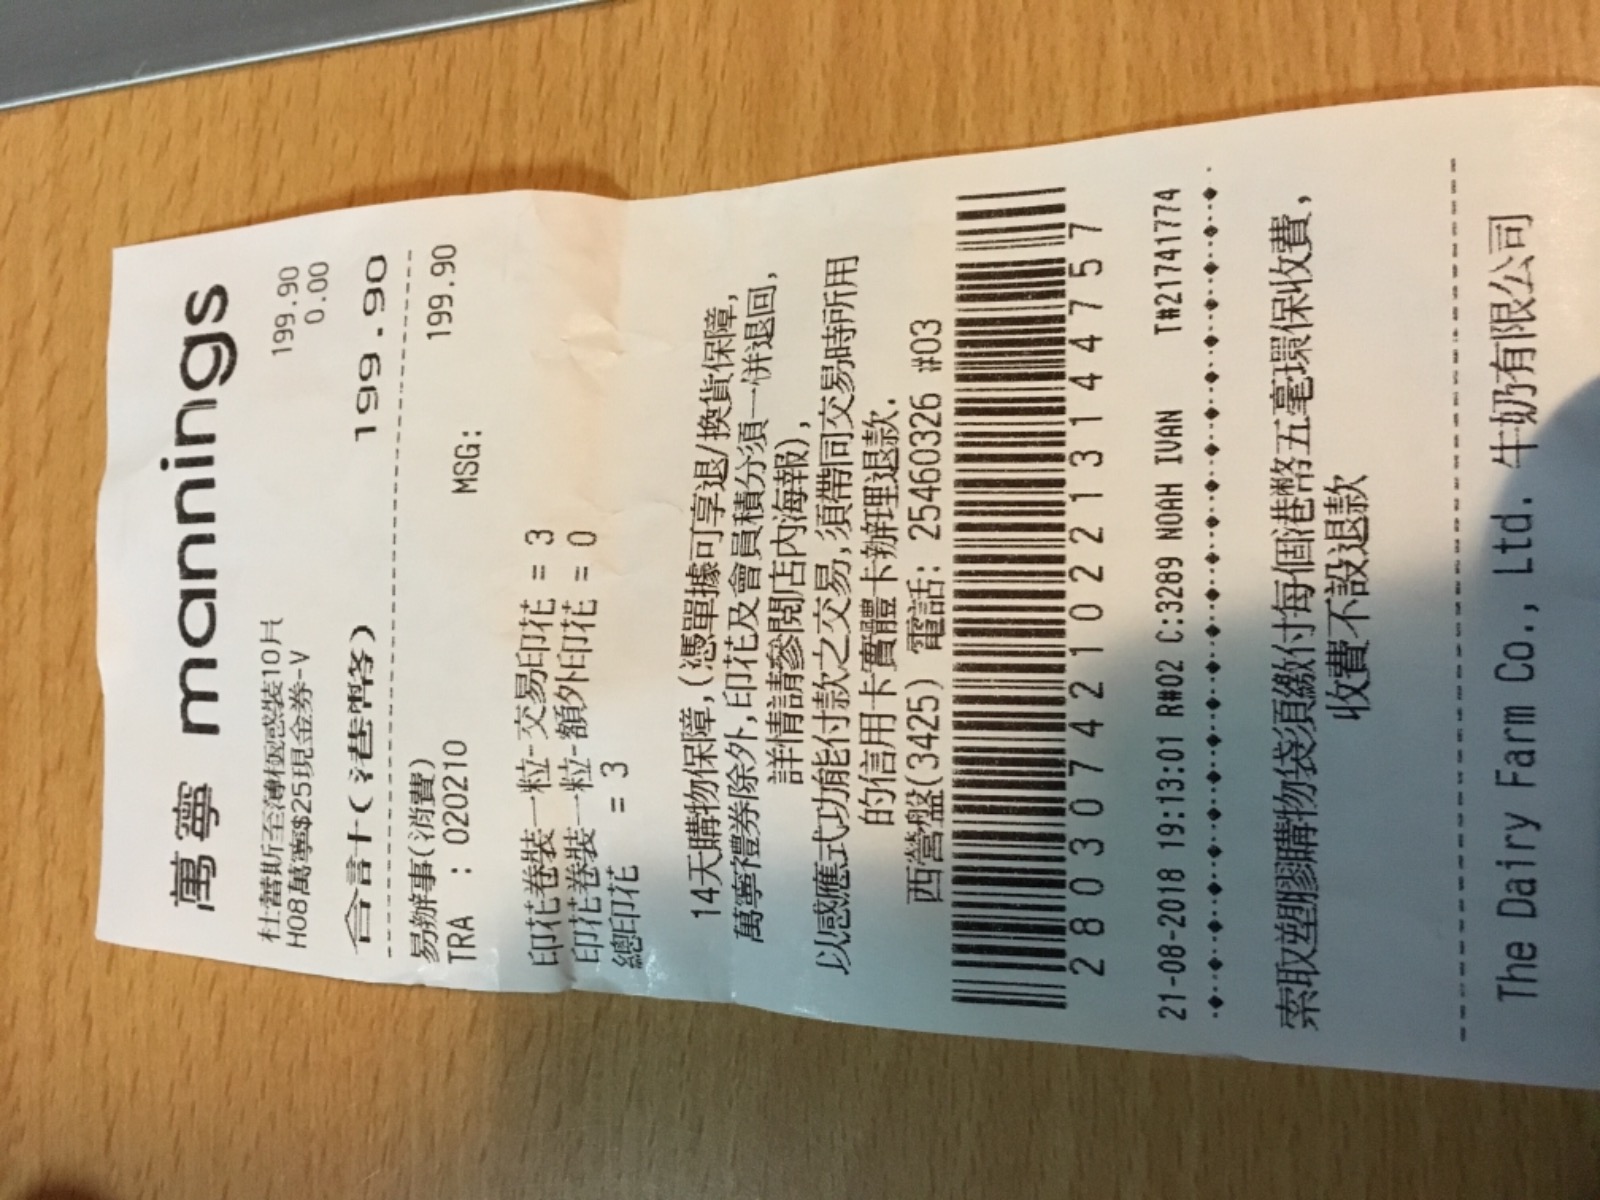 萬寧 mannings
杜蕾斯至薄極感裝10片 199.90
H08萬寧$25現金券-V 0.00
合計(港幣) 199.90
易辦事(消費) 199.90
TRA : 020210 MSG:
印花卷裝一粒-交易印花 = 3
印花卷裝一粒-額外印花 = 0
總印花 = 3
14天購物保障,(憑單據可享退/換貨保障,
萬寧禮券除外,印花及會員積分須一併退回,
詳情請參閱店內海報),
以感應式功能付款之交易,須帶同交易時所用
的信用卡實體卡辦理退款.
西營盤(3425) 電話: 25460326 #03
28030742102213144757
21-08-2018 19:13:01 R#02 C:3289 NOAH IVAN T#21741774
索取塑膠購物袋須繳付每個港幣五毫環保收費,
收費不設退款
The Dairy Farm Co., Ltd. 牛奶有限公司